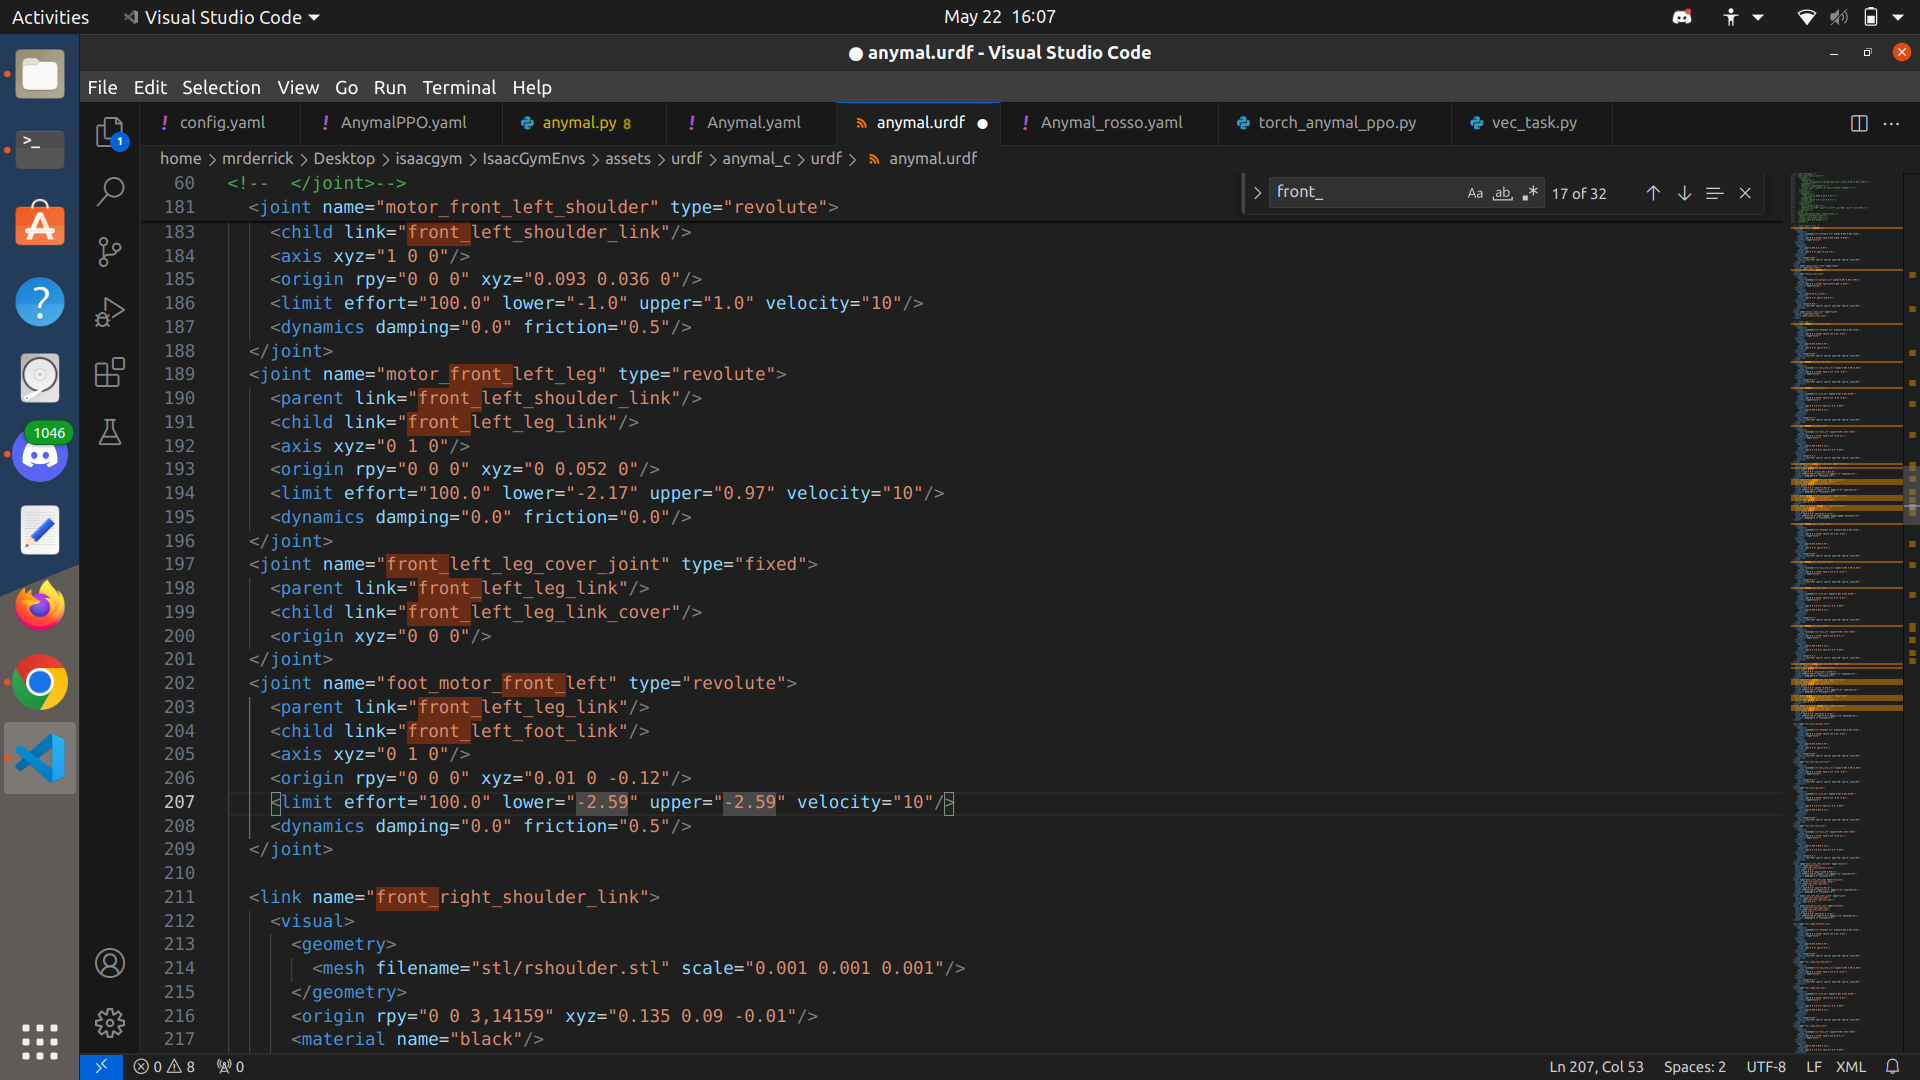 Activities
Visual Studio Code
May 22 16:07
● anymal.urdf - Visual Studio Code
File Edit Selection View Go Run Terminal Help
! config.yaml
! AnymalPPO.yaml
anymal.py 8
! Anymal.yaml
anymal.urdf ●
! Anymal_rosso.yaml
torch_anymal_ppo.py
vec_task.py
home > mrderrick > Desktop > isaacgym > IsaacGymEnvs > assets > urdf > anymal_c > urdf > anymal.urdf
front_
Aa ab .* 17 of 32
60 <!-- </joint>-->
181 <joint name="motor_front_left_shoulder" type="revolute">
183 <child link="front_left_shoulder_link"/>
184 <axis xyz="1 0 0"/>
185 <origin rpy="0 0 0" xyz="0.093 0.036 0"/>
186 <limit effort="100.0" lower="-1.0" upper="1.0" velocity="10"/>
187 <dynamics damping="0.0" friction="0.5"/>
188 </joint>
189 <joint name="motor_front_left_leg" type="revolute">
190 <parent link="front_left_shoulder_link"/>
191 <child link="front_left_leg_link"/>
192 <axis xyz="0 1 0"/>
193 <origin rpy="0 0 0" xyz="0 0.052 0"/>
194 <limit effort="100.0" lower="-2.17" upper="0.97" velocity="10"/>
195 <dynamics damping="0.0" friction="0.0"/>
196 </joint>
197 <joint name="front_left_leg_cover_joint" type="fixed">
198 <parent link="front_left_leg_link"/>
199 <child link="front_left_leg_link_cover"/>
200 <origin xyz="0 0 0"/>
201 </joint>
202 <joint name="foot_motor_front_left" type="revolute">
203 <parent link="front_left_leg_link"/>
204 <child link="front_left_foot_link"/>
205 <axis xyz="0 1 0"/>
206 <origin rpy="0 0 0" xyz="0.01 0 -0.12"/>
207 <limit effort="100.0" lower="-2.59" upper="-2.59" velocity="10"/>
208 <dynamics damping="0.0" friction="0.5"/>
209 </joint>
210
211 <link name="front_right_shoulder_link">
212 <visual>
213 <geometry>
214 <mesh filename="stl/rshoulder.stl" scale="0.001 0.001 0.001"/>
215 </geometry>
216 <origin rpy="0 0 3,14159" xyz="0.135 0.09 -0.01"/>
217 <material name="black"/>
1
1046
0 8 0
Ln 207, Col 53
Spaces: 2
UTF-8
LF
XML